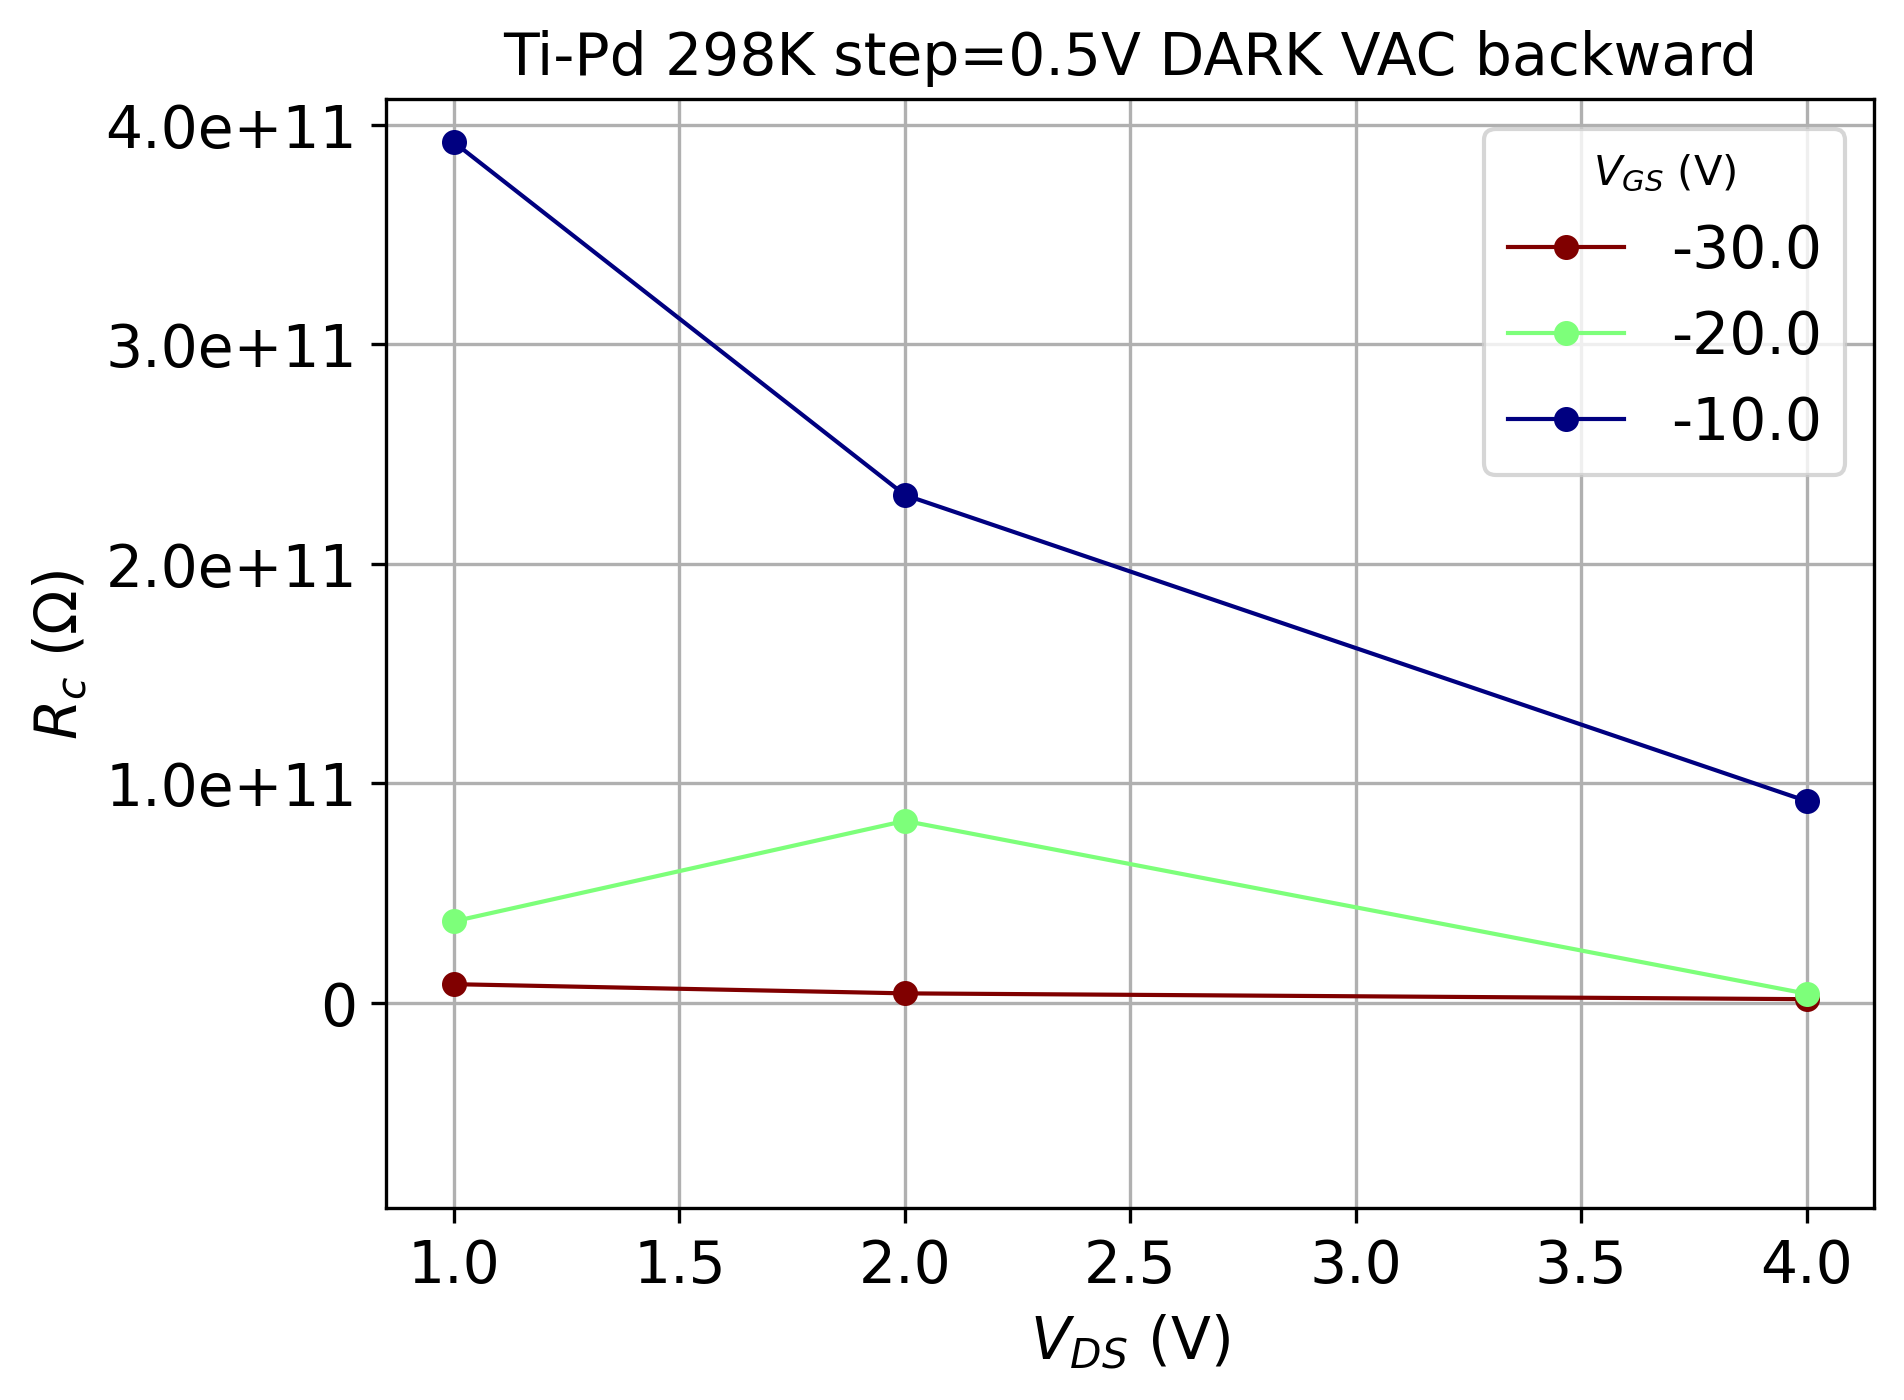 Ti-Pd 298K step=0.5V DARK VAC backward
4.0e+11
3.0e+11
2.0e+11
1.0e+11
0
R_c (Ω)
V_GS (V)
-30.0
-20.0
-10.0
1.0 1.5 2.0 2.5 3.0 3.5 4.0
V_DS (V)